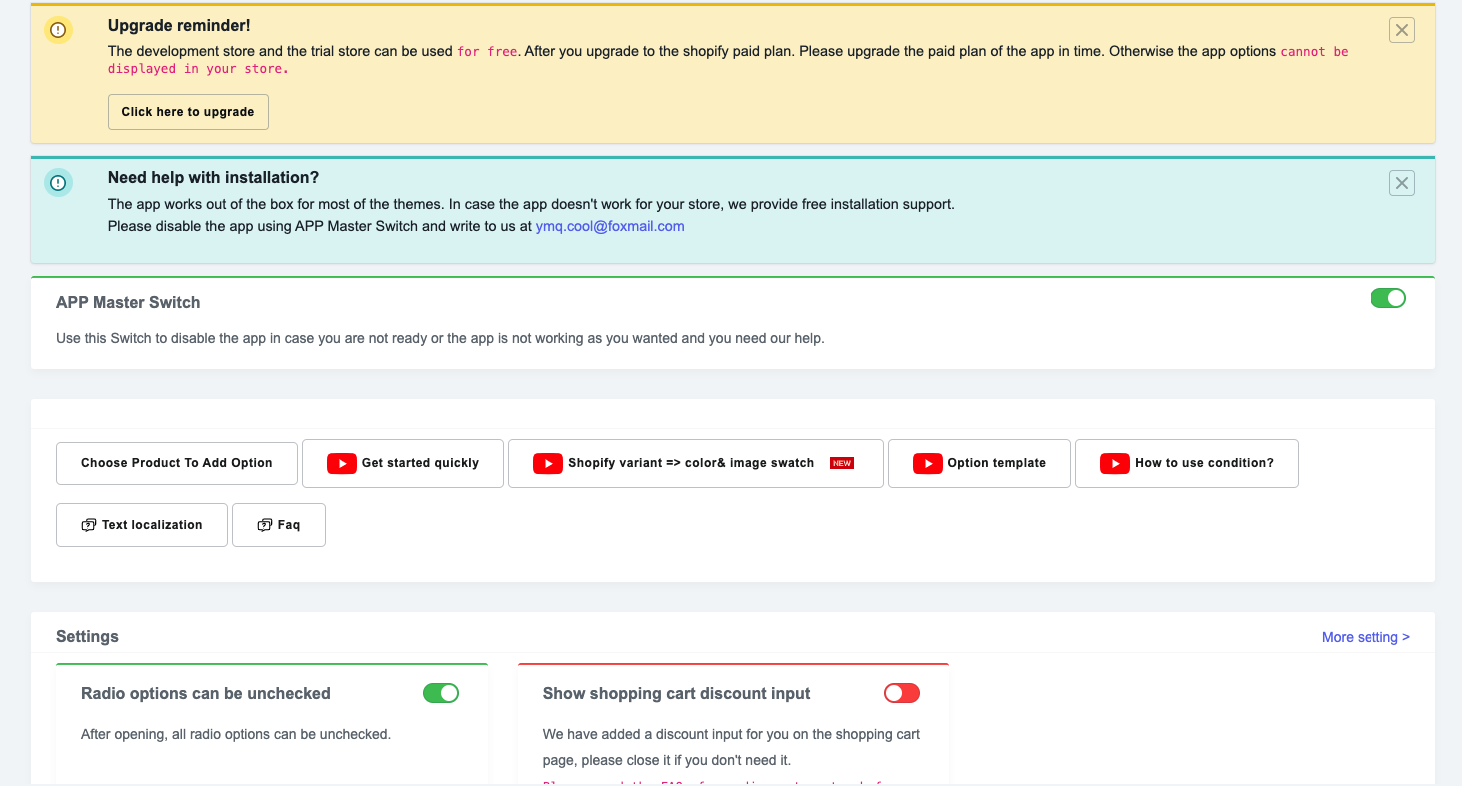 Upgrade reminder!
The development store and the trial store can be used for free. After you upgrade to the shopify paid plan. Please upgrade the paid plan of the app in time. Otherwise the app options cannot be
displayed in your store.
Click here to upgrade
Need help with installation?
The app works out of the box for most of the themes. In case the app doesn't work for your store, we provide free installation support.
Please disable the app using APP Master Switch and write to us at ymq.cool@foxmail.com
APP Master Switch
Use this Switch to disable the app in case you are not ready or the app is not working as you wanted and you need our help.
Choose Product To Add Option
Get started quickly
Shopify variant => color& image swatch NEW
Option template
How to use condition?
Text localization
Faq
Settings
More setting >
Radio options can be unchecked
After opening, all radio options can be unchecked.
Show shopping cart discount input
We have added a discount input for you on the shopping cart
page, please close it if you don't need it.